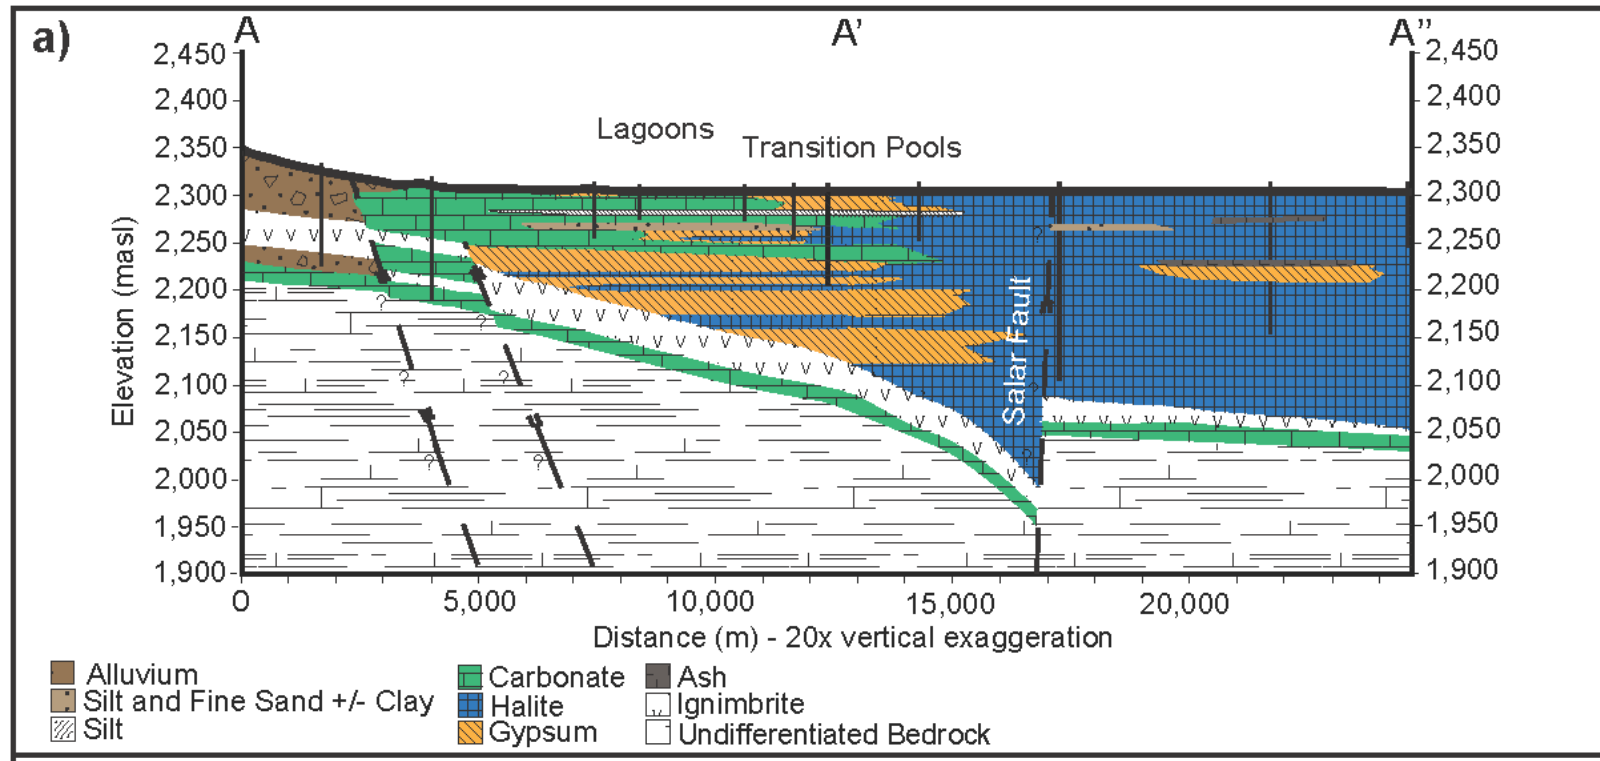 a)
A A' A"
2,450 2,450
2,400 2,400
Lagoons
2,350 Transition Pools 2,350
2,300 2,300
2,250 ? 2,250
2,200 ? 2,200
? 2,150 2,150
2,100 ? ? ? 2,100
2,050 2,050
? ? ?
2,000 2,000
1,950 1,950
1,900 1,900
Elevation (masl)
Salar Fault
0 5,000 10,000 15,000 20,000
Distance (m) - 20x vertical exaggeration
Alluvium
Silt and Fine Sand +/- Clay
Silt
Carbonate
Halite
Gypsum
Ash
Ignimbrite
Undifferentiated Bedrock